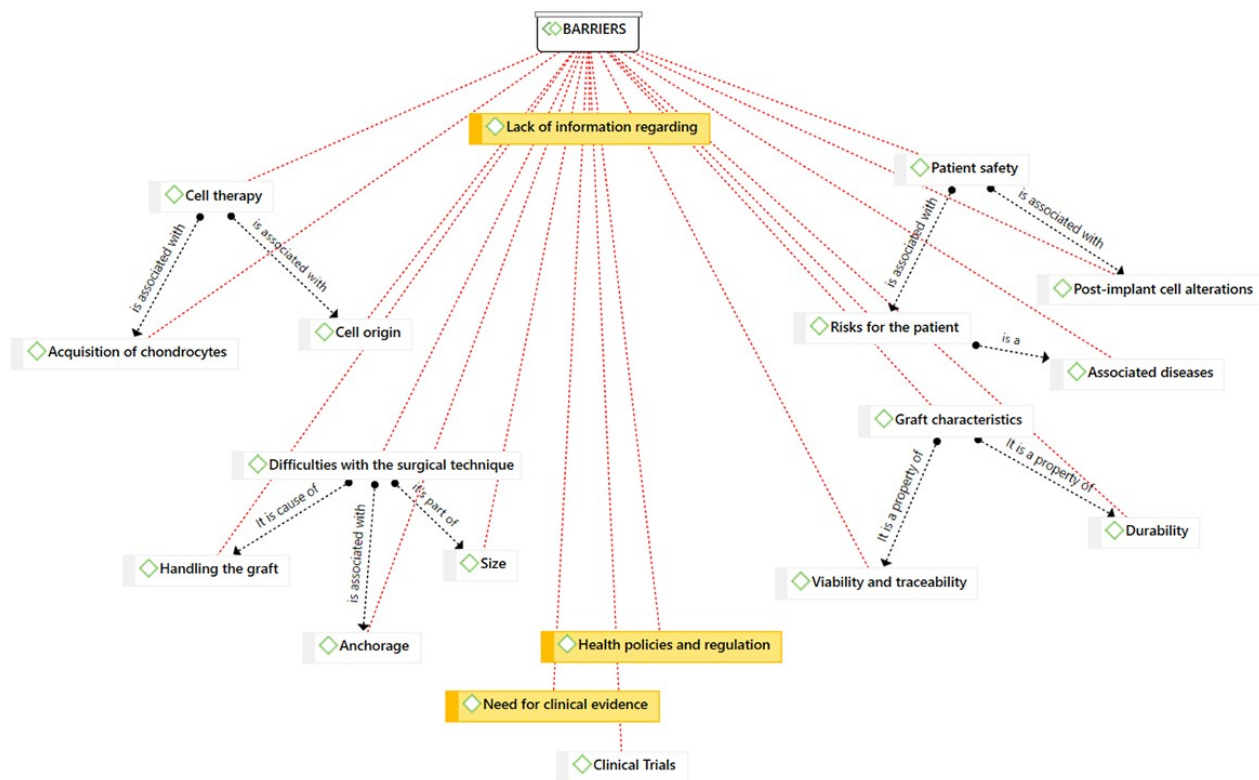 BARRIERS
Lack of information regarding
Patient safety
Cell therapy
is associated with
is associated with
is associated with
is associated with
Post-implant cell alterations
Risks for the patient
Cell origin
is a
Acquisition of chondrocytes
Associated diseases
Graft characteristics
Difficulties with the surgical technique
It is cause of
is associated with
it's part of
It is a property of
It is a property of
Durability
Handling the graft
Size
Viability and traceability
Anchorage
Health policies and regulation
Need for clinical evidence
Clinical Trials